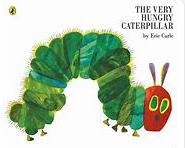 THE VERY
HUNGRY
CATERPILLAR
by Eric Carle